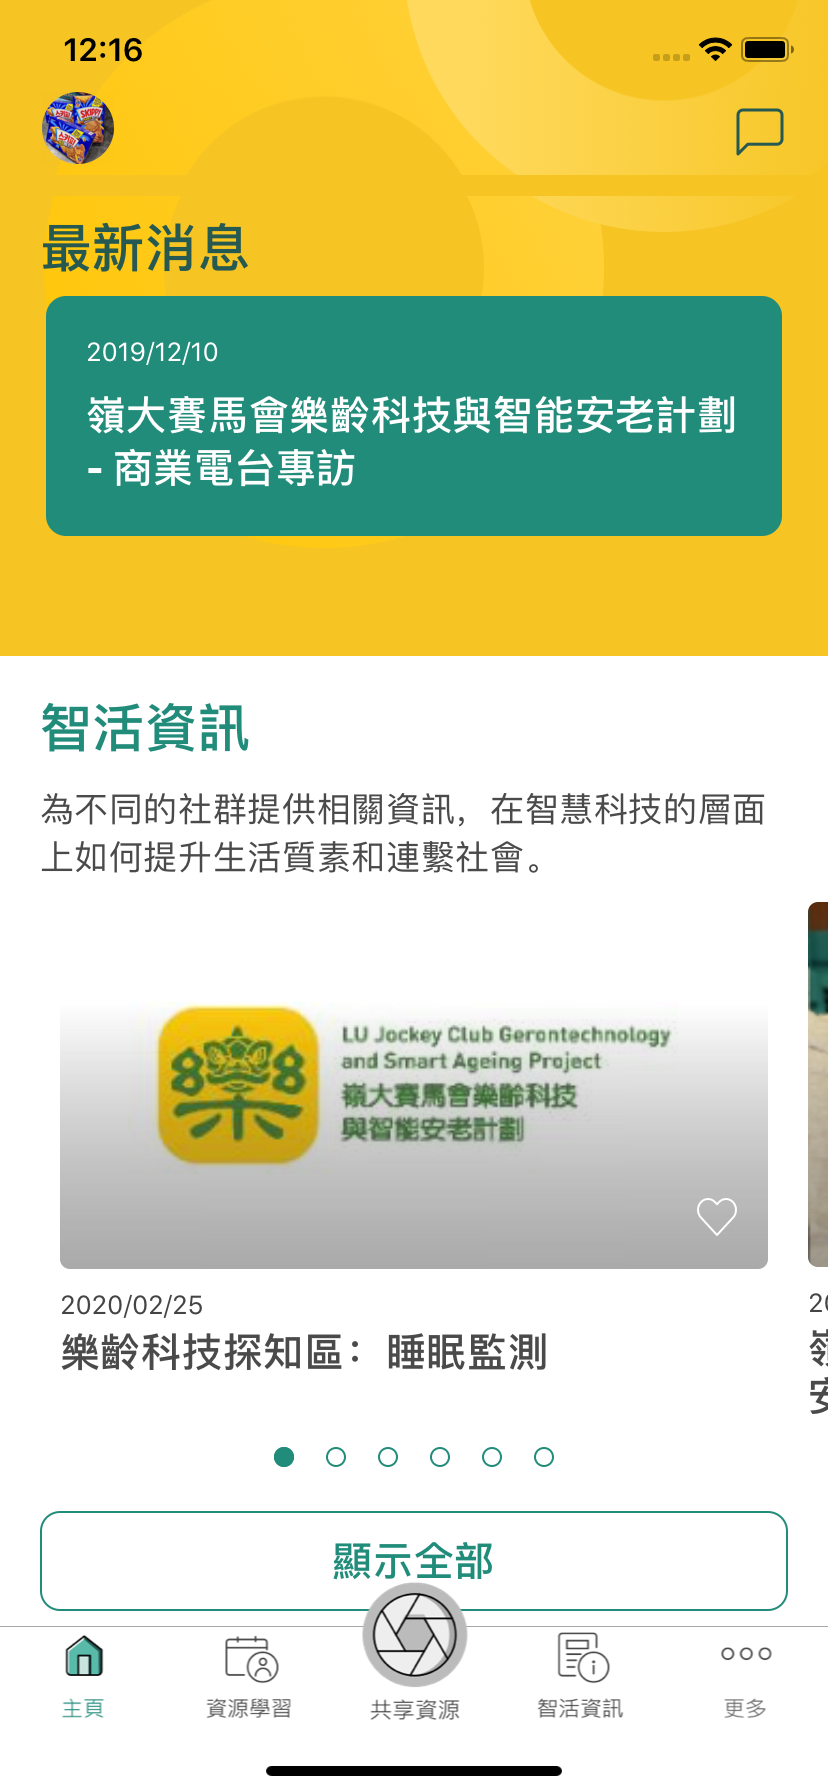 12:16
SKIPPY
最新消息
2019/12/10
嶺大賽馬會樂齡科技與智能安老計劃
- 商業電台專訪
智活資訊
為不同的社群提供相關資訊，在智慧科技的層面
上如何提升生活質素和連繫社會。
LU Jockey Club Gerontechnology
and Smart Ageing Project
嶺大賽馬會樂齡科技
與智能安老計劃
2020/02/25
樂齡科技探知區：睡眠監測
顯示全部
主頁
資源學習
共享資源
智活資訊
更多